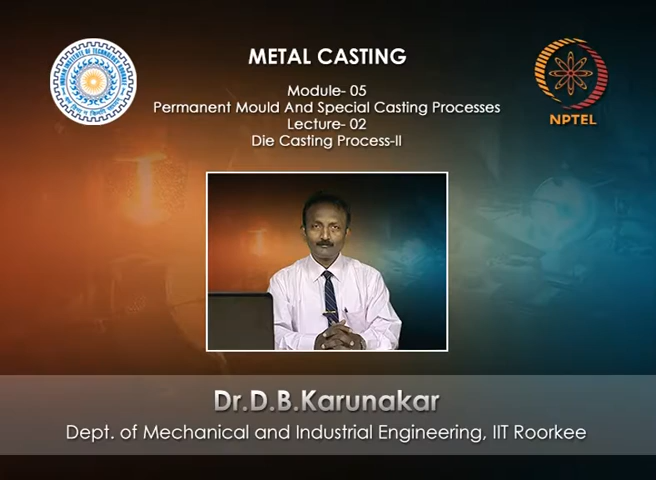 METAL CASTING
Module- 05
Permanent Mould And Special Casting Processes
Lecture- 02
Die Casting Process-II
NPTEL
Dr.D.B.Karunakar
Dept. of Mechanical and Industrial Engineering, IIT Roorkee